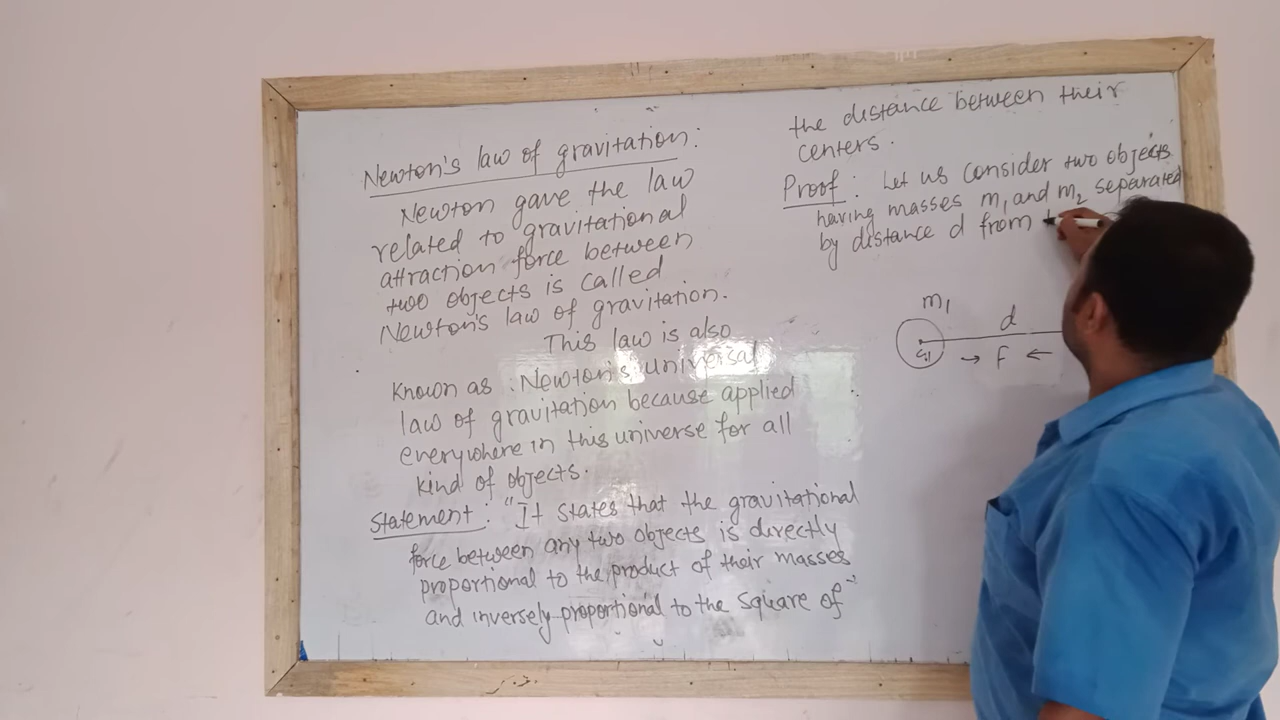 Newton's law of gravitation:
Newton gave the law
related to gravitational
attraction force between
two objects is called
Newton's law of gravitation.
This law is also
known as : Newton's universal
law of gravitation because applied
everywhere in this universe for all
kind of objects.
Statement : "It states that the gravitational
force between any two objects is directly
proportional to the product of their masses
and inversely proportional to the square of
the distance between their
centers.
Proof : Let us consider two objects
having masses m₁ and m₂ separated
by distance d from
m₁
d
→ f ←